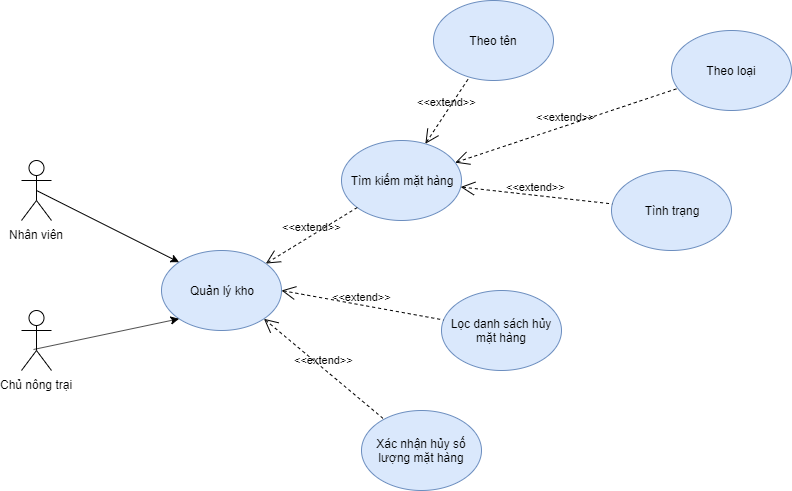 Theo tên
Theo loại
<<extend>>
<<extend>>
Tìm kiếm mặt hàng
<<extend>>
Tình trạng
Nhân viên
<<extend>>
Quản lý kho
<<extend>>
Lọc danh sách hủy
mặt hàng
Chủ nông trại
<<extend>>
Xác nhận hủy số
lượng mặt hàng